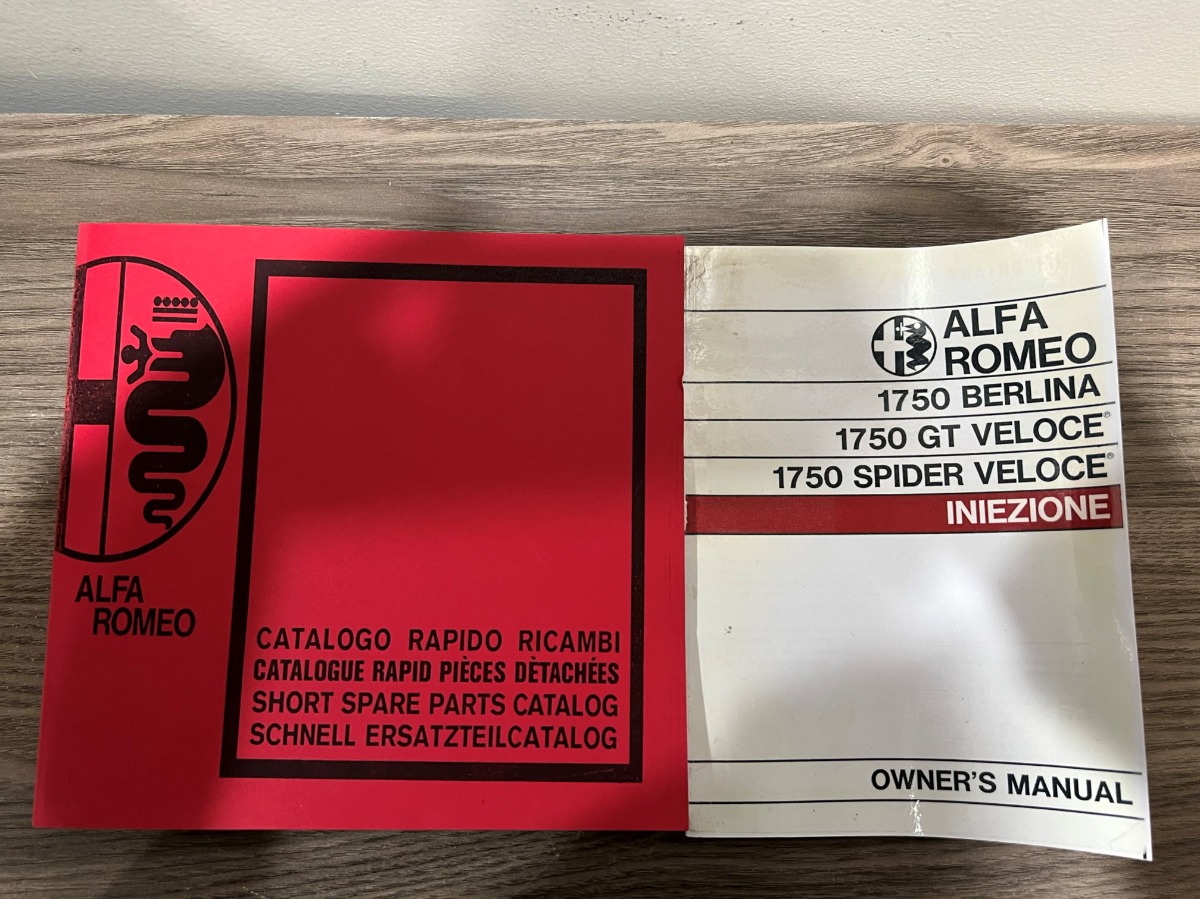 ALFA
ROMEO
CATALOGO RAPIDO RICAMBI
CATALOGUE RAPID PIÈCES DÈTACHÉES
SHORT SPARE PARTS CATALOG
SCHNELL ERSATZTEILCATALOG
ALFA
ROMEO
1750 BERLINA
1750 GT VELOCE®
1750 SPIDER VELOCE®
INIEZIONE
OWNER'S MANUAL